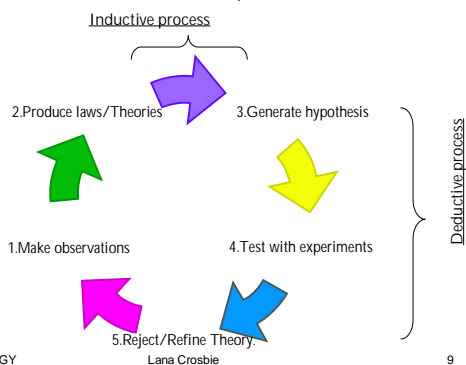 Inductive process
2.Produce laws/Theories
3.Generate hypothesis
Deductive process
1.Make observations
4.Test with experiments
5.Reject/Refine Theory.
GY
Lana Crosbie
9